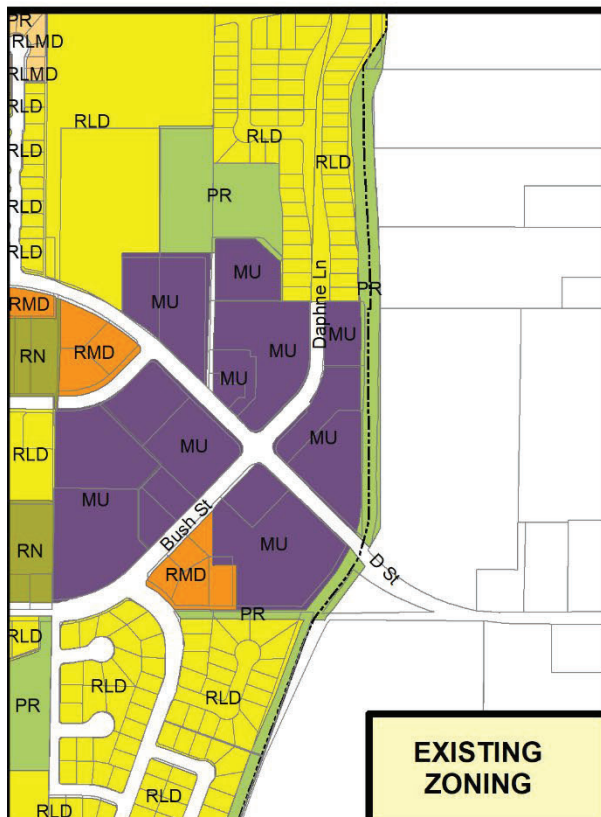 PR
RLMD
RLMD
RLD
RLD
RLD
RLD
RLD
RLD
RLD
PR
PR
MU
MU
Daphne Ln
RMD
RMD
MU
MU
RN
MU
MU
MU
RLD
MU
Bush St
MU
RN
RMD
D St
PR
RLD
RLD
RLD
PR
RLD
RLD
EXISTING
ZONING